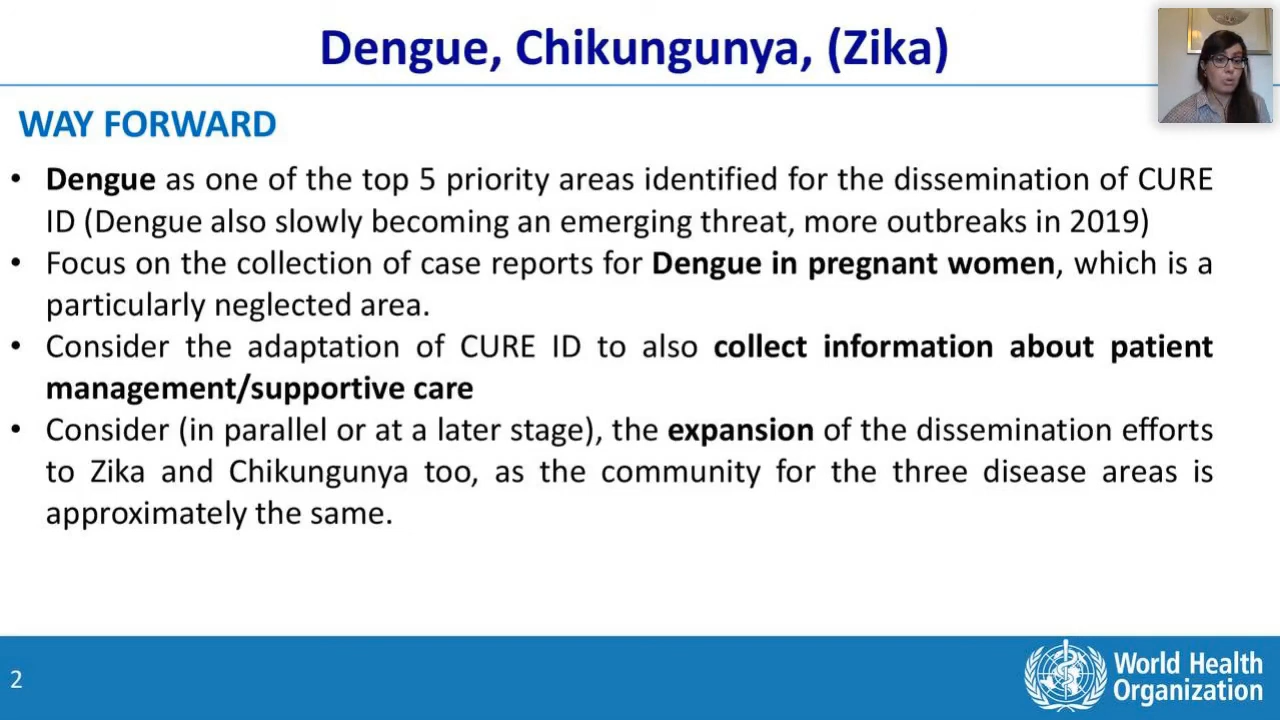 Dengue, Chikungunya, (Zika)
WAY FORWARD
• Dengue as one of the top 5 priority areas identified for the dissemination of CURE
ID (Dengue also slowly becoming an emerging threat, more outbreaks in 2019)
• Focus on the collection of case reports for Dengue in pregnant women, which is a
particularly neglected area.
• Consider the adaptation of CURE ID to also collect information about patient
management/supportive care
• Consider (in parallel or at a later stage), the expansion of the dissemination efforts
to Zika and Chikungunya too, as the community for the three disease areas is
approximately the same.
2
World Health
Organization